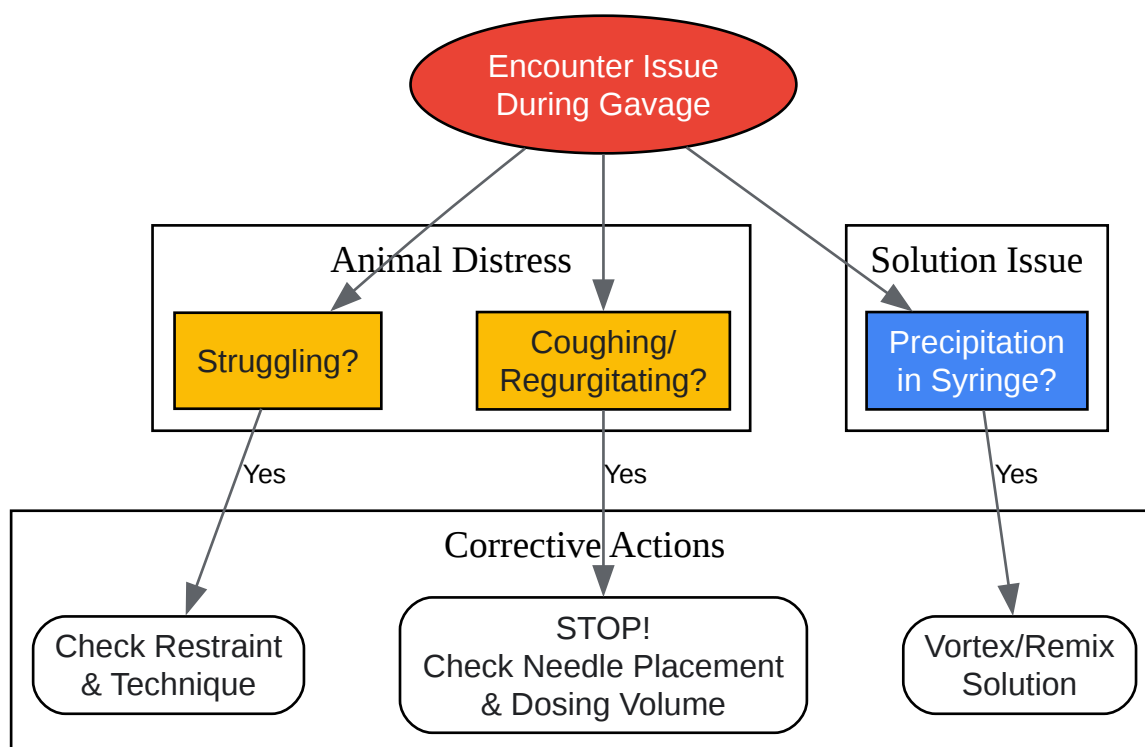 Encounter Issue
During Gavage
Animal Distress
Solution Issue
Struggling?
Coughing/
Regurgitating?
Precipitation
in Syringe?
Yes
Yes
Yes
Corrective Actions
Check Restraint
& Technique
STOP!
Check Needle Placement
& Dosing Volume
Vortex/Remix
Solution